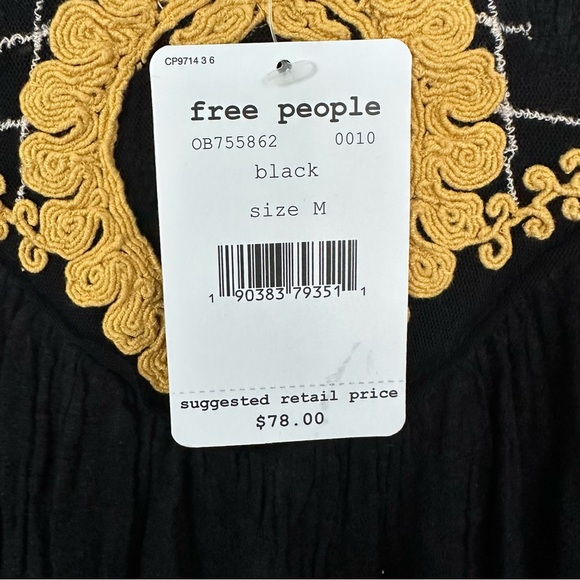 CP9714 3 6
free people
OB755862 0010
black
size M
1 90383 79351 1
suggested retail price
$78.00